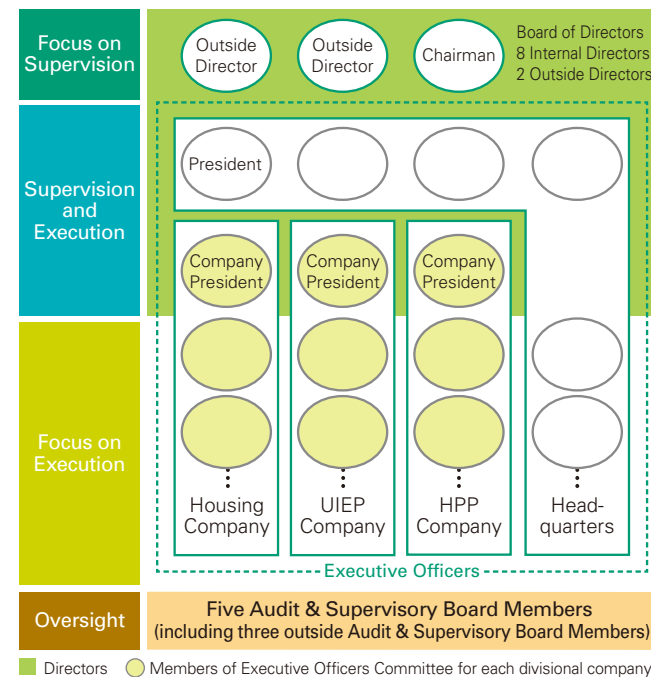 Focus on
Supervision
Outside
Director
Outside
Director
Chairman
Board of Directors
8 Internal Directors
2 Outside Directors
Supervision
and
Execution
President
Company
President
Company
President
Company
President
Focus on
Execution
Housing
Company
UIEP
Company
HPP
Company
Head-
quarters
Executive Officers
Oversight
Five Audit & Supervisory Board Members
(including three outside Audit & Supervisory Board Members)
Directors
Members of Executive Officers Committee for each divisional company